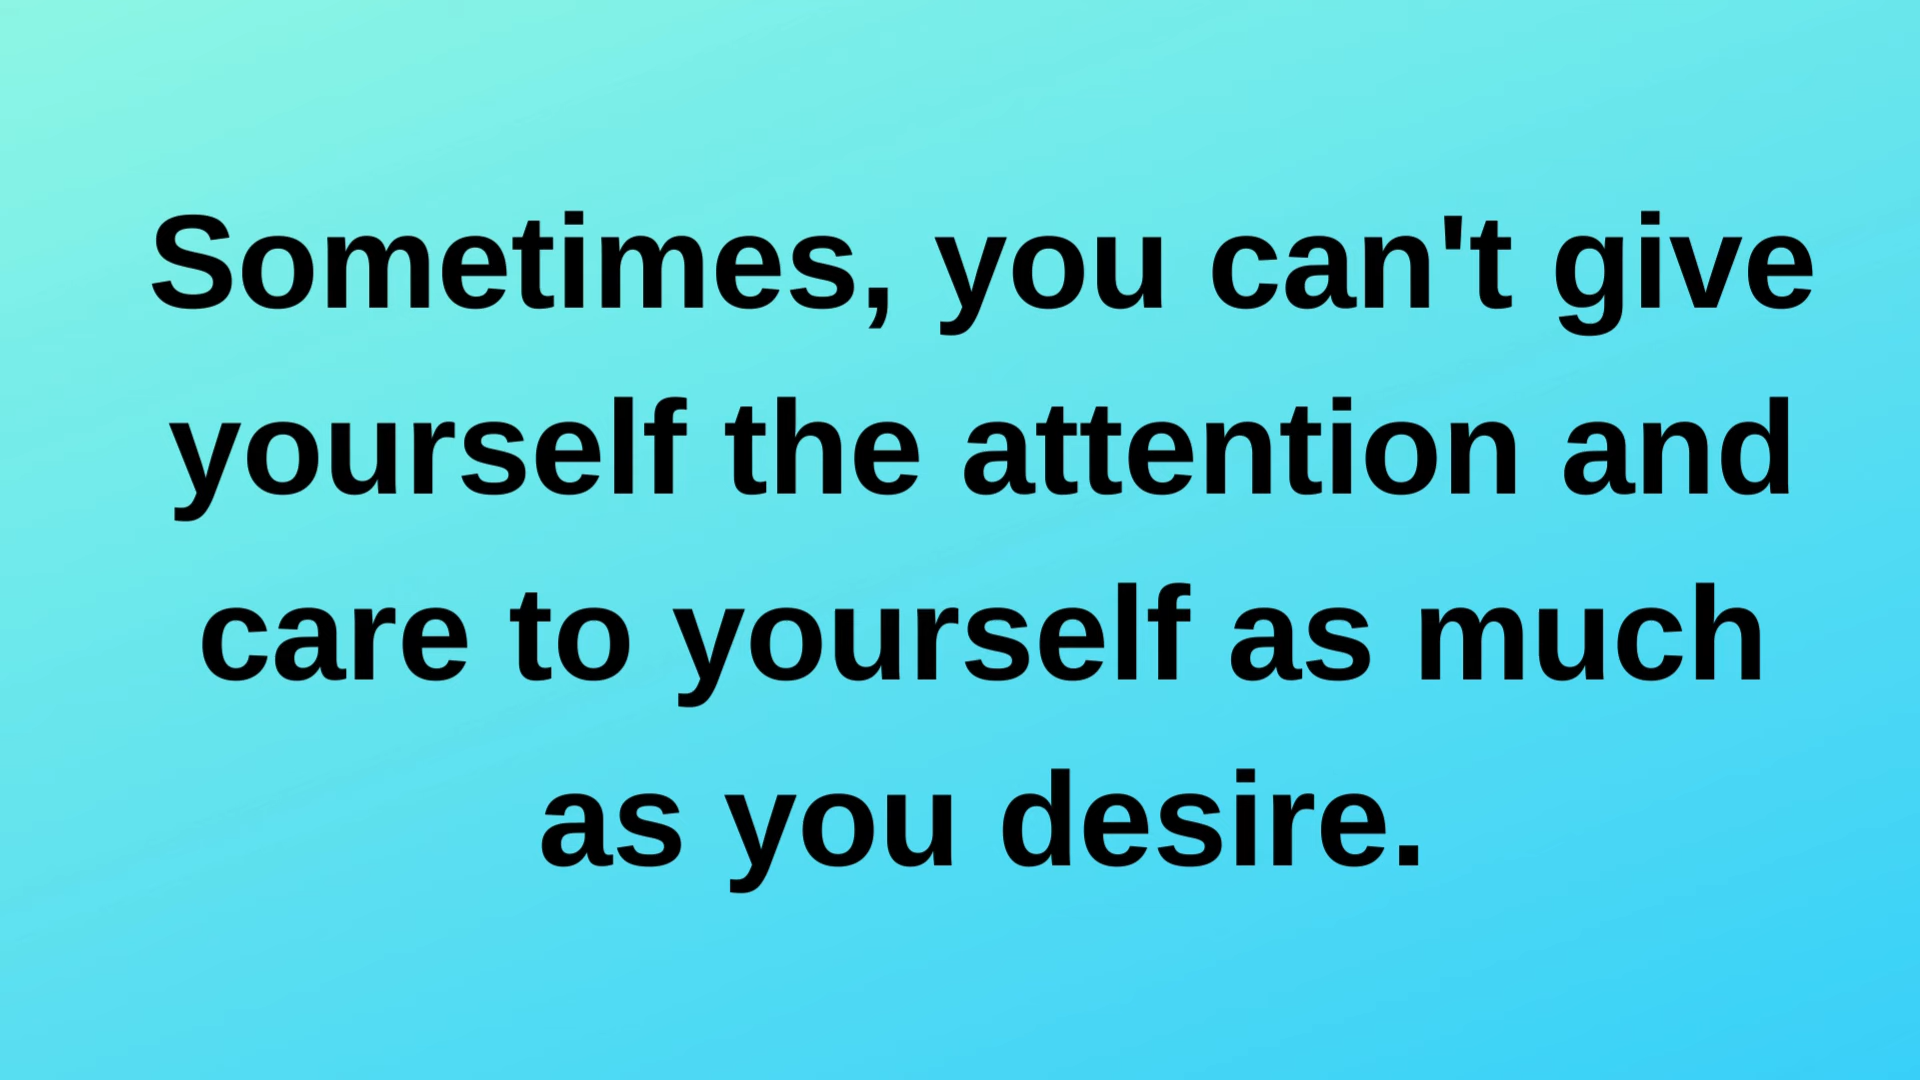 Sometimes, you can't give
yourself the attention and
care to yourself as much
as you desire.